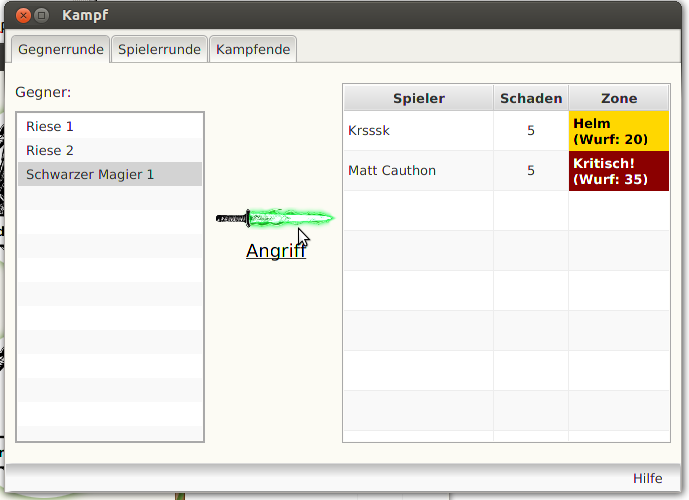 Kampf
Gegnerrunde Spielerrunde Kampfende
Gegner:
Riese 1
Riese 2
Schwarzer Magier 1
Angriff
Spieler Schaden Zone
Krsssk 5 Helm
(Wurf: 20)
Matt Cauthon 5 Kritisch!
(Wurf: 35)
Hilfe